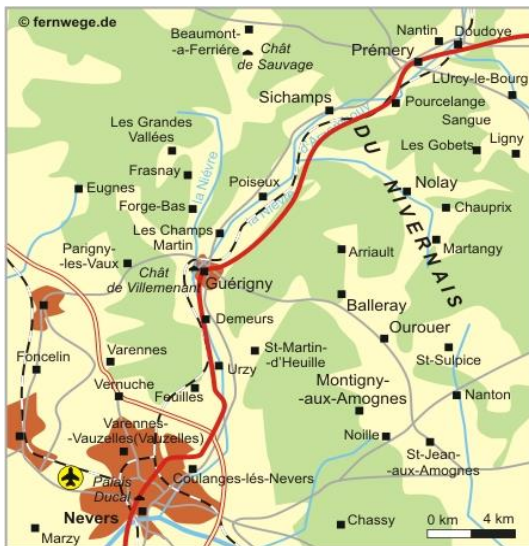 © fernwege.de
Beaumont-
-a-Ferriére
Chât
de Sauvage
Nantin
Doudoye
Prémery
LUrcy-le-Bourg
Sichamps
Pourcelange
Sangue
Les Grandes
Vallées
DU NIVERNAIS
Les Gobets
Ligny
Frasnay
Eugnes
la Nièvre
Poiseux
la Nièvre
Nolay
Forge-Bas
Chauprix
Les Champs
Martin
Parigny-
-les-Vaux
Chât
de Villemenant
Guérigny
Arriault
Martangy
Balleray
Demeurs
Ourouer
Foncelin
Varennes
St-Martin-
-d'Heuille
St-Sulpice
Urzy
Vernuche
Feuilles
Montigny-
-aux-Amognes
Nanton
Varennes-
-Vauzelles(Vauzelles)
Noille
St-Jean-
-aux-Amognes
Coulanges-lés-Nevers
Palais
Ducal
Nevers
Marzy
Chassy
0 km 4 km